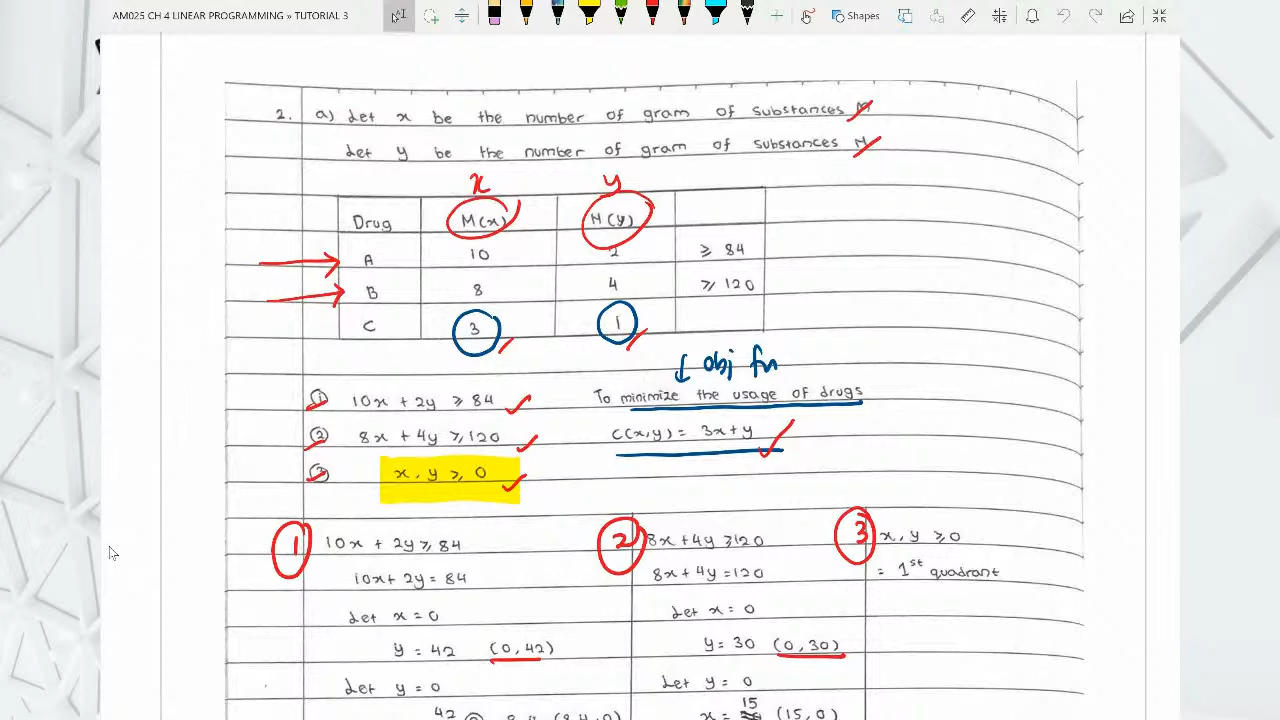 AM025 CH 4 LINEAR PROGRAMMING » TUTORIAL 3
Shapes
2. a) Let x be the number of gram of substances M
Let y be the number of gram of substances N
x y
Drug M(x) N(y)
A 10 2 ≥ 84
B 8 4 ≥ 120
C 3 1
↓ obj fn
① 10x + 2y ≥ 84 To minimize the usage of drugs
② 8x + 4y ≥ 120 C(x,y) = 3x + y
③ x, y ≥ 0
1 10x + 2y ≥ 84
10x + 2y = 84
Let x = 0
y = 42 (0, 42)
Let y = 0
42
2 8x + 4y ≥ 120
8x + 4y = 120
Let x = 0
y = 30 (0, 30)
Let y = 0
x = 15 (15, 0)
3 x, y ≥ 0
= 1st quadrant